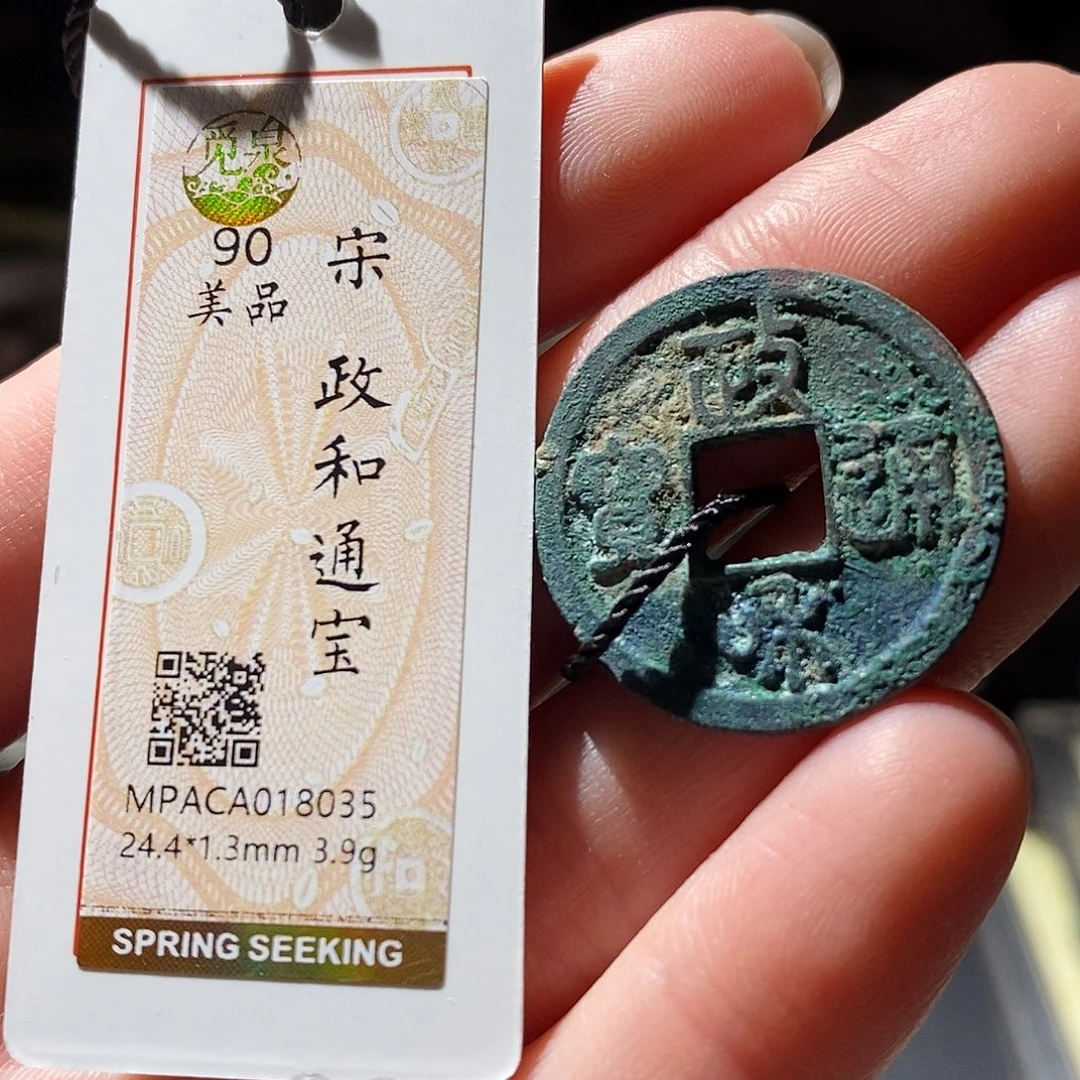 觅泉
90
美品
宋 政和通宝
MPACA018035
24.4*1.3mm 3.9g
SPRING SEEKING
政和通寳